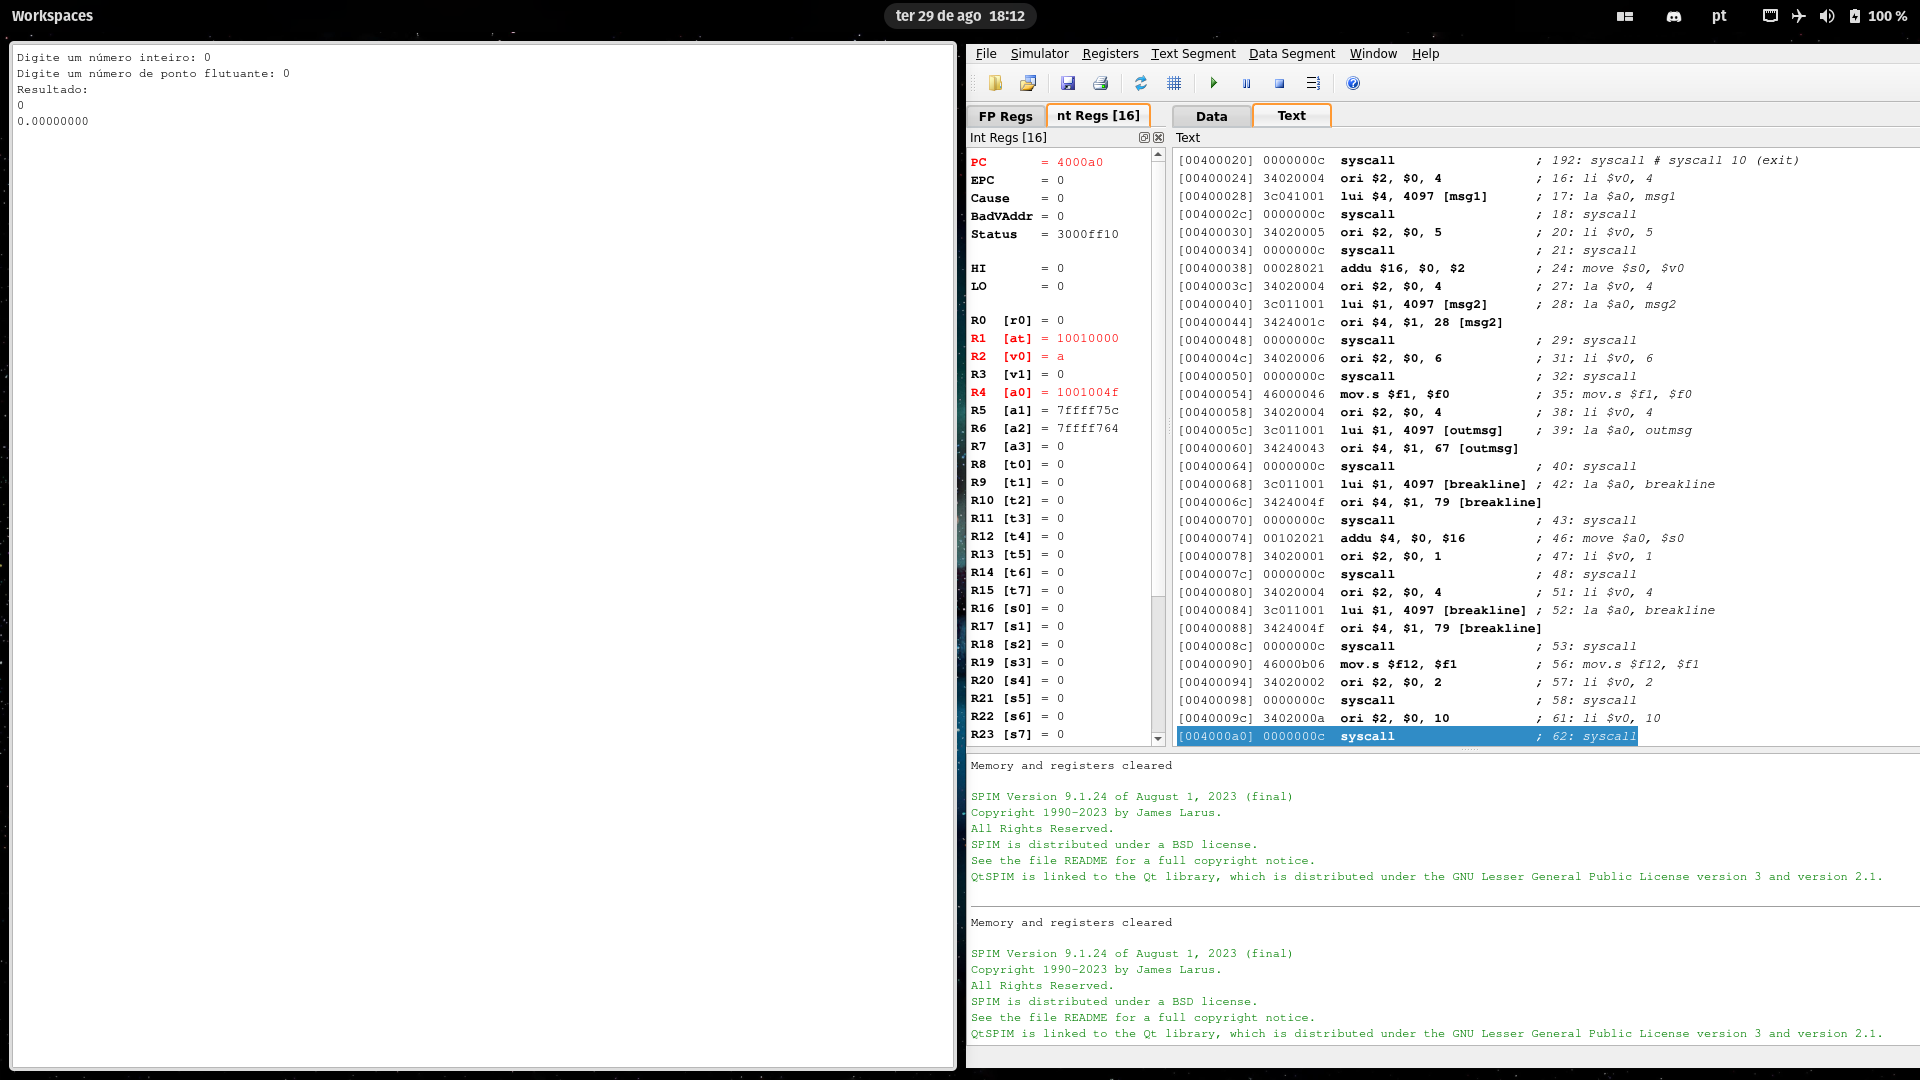 Workspaces
ter 29 de ago 18:12
pt
100 %
Digite um número inteiro: 0
Digite um número de ponto flutuante: 0
Resultado:
0
0.00000000
File Simulator Registers Text Segment Data Segment Window Help
FP Regs
nt Regs [16]
Data
Text
Int Regs [16]
PC = 4000a0
EPC = 0
Cause = 0
BadVAddr = 0
Status = 3000ff10
HI = 0
LO = 0
R0 [r0] = 0
R1 [at] = 10010000
R2 [v0] = a
R3 [v1] = 0
R4 [a0] = 1001004f
R5 [a1] = 7ffff75c
R6 [a2] = 7ffff764
R7 [a3] = 0
R8 [t0] = 0
R9 [t1] = 0
R10 [t2] = 0
R11 [t3] = 0
R12 [t4] = 0
R13 [t5] = 0
R14 [t6] = 0
R15 [t7] = 0
R16 [s0] = 0
R17 [s1] = 0
R18 [s2] = 0
R19 [s3] = 0
R20 [s4] = 0
R21 [s5] = 0
R22 [s6] = 0
R23 [s7] = 0
Text
[00400020] 0000000c syscall ; 192: syscall # syscall 10 (exit)
[00400024] 34020004 ori $2, $0, 4 ; 16: li $v0, 4
[00400028] 3c041001 lui $4, 4097 [msg1] ; 17: la $a0, msg1
[0040002c] 0000000c syscall ; 18: syscall
[00400030] 34020005 ori $2, $0, 5 ; 20: li $v0, 5
[00400034] 0000000c syscall ; 21: syscall
[00400038] 00028021 addu $16, $0, $2 ; 24: move $s0, $v0
[0040003c] 34020004 ori $2, $0, 4 ; 27: la $v0, 4
[00400040] 3c011001 lui $1, 4097 [msg2] ; 28: la $a0, msg2
[00400044] 3424001c ori $4, $1, 28 [msg2]
[00400048] 0000000c syscall ; 29: syscall
[0040004c] 34020006 ori $2, $0, 6 ; 31: li $v0, 6
[00400050] 0000000c syscall ; 32: syscall
[00400054] 46000046 mov.s $f1, $f0 ; 35: mov.s $f1, $f0
[00400058] 34020004 ori $2, $0, 4 ; 38: li $v0, 4
[0040005c] 3c011001 lui $1, 4097 [outmsg] ; 39: la $a0, outmsg
[00400060] 34240043 ori $4, $1, 67 [outmsg]
[00400064] 0000000c syscall ; 40: syscall
[00400068] 3c011001 lui $1, 4097 [breakline] ; 42: la $a0, breakline
[0040006c] 3424004f ori $4, $1, 79 [breakline]
[00400070] 0000000c syscall ; 43: syscall
[00400074] 00102021 addu $4, $0, $16 ; 46: move $a0, $s0
[00400078] 34020001 ori $2, $0, 1 ; 47: li $v0, 1
[0040007c] 0000000c syscall ; 48: syscall
[00400080] 34020004 ori $2, $0, 4 ; 51: li $v0, 4
[00400084] 3c011001 lui $1, 4097 [breakline] ; 52: la $a0, breakline
[00400088] 3424004f ori $4, $1, 79 [breakline]
[0040008c] 0000000c syscall ; 53: syscall
[00400090] 46000b06 mov.s $f12, $f1 ; 56: mov.s $f12, $f1
[00400094] 34020002 ori $2, $0, 2 ; 57: li $v0, 2
[00400098] 0000000c syscall ; 58: syscall
[0040009c] 3402000a ori $2, $0, 10 ; 61: li $v0, 10
[004000a0] 0000000c syscall ; 62: syscall
Memory and registers cleared
SPIM Version 9.1.24 of August 1, 2023 (final)
Copyright 1990-2023 by James Larus.
All Rights Reserved.
SPIM is distributed under a BSD license.
See the file README for a full copyright notice.
QtSPIM is linked to the Qt library, which is distributed under the GNU Lesser General Public License version 3 and version 2.1.
Memory and registers cleared
SPIM Version 9.1.24 of August 1, 2023 (final)
Copyright 1990-2023 by James Larus.
All Rights Reserved.
SPIM is distributed under a BSD license.
See the file README for a full copyright notice.
QtSPIM is linked to the Qt library, which is distributed under the GNU Lesser General Public License version 3 and version 2.1.